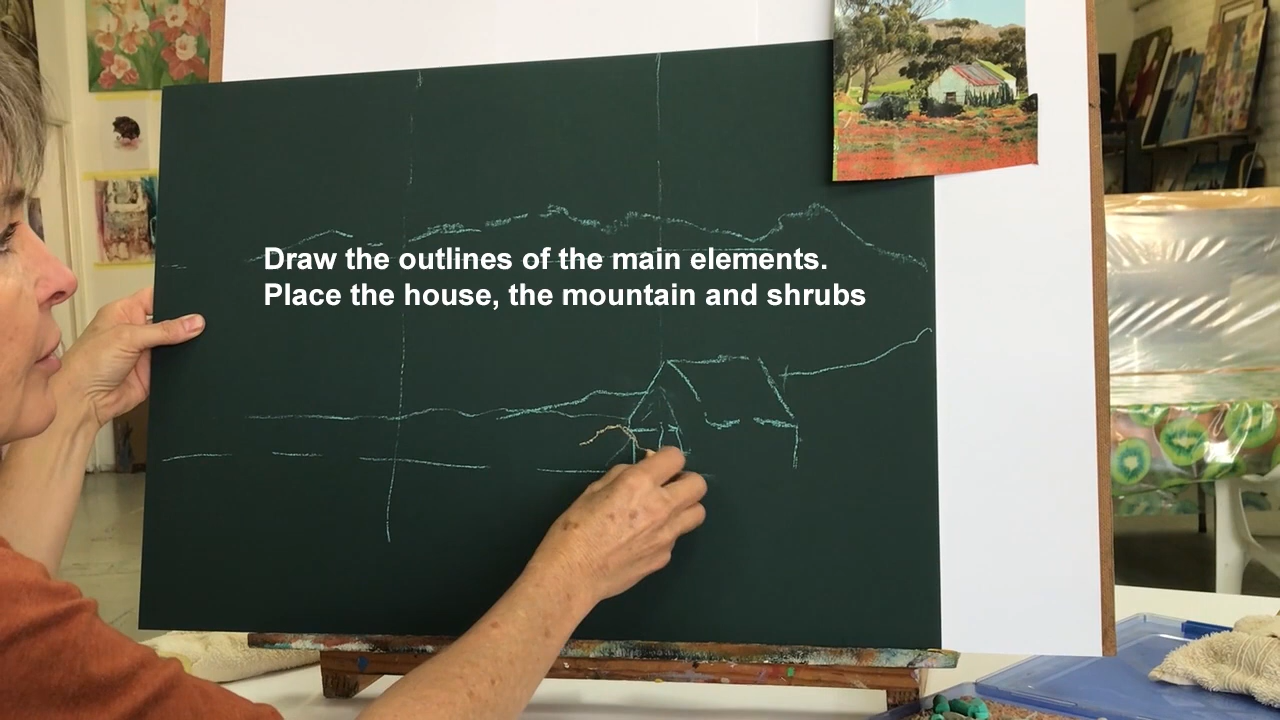 Draw the outlines of the main elements.
Place the house, the mountain and shrubs